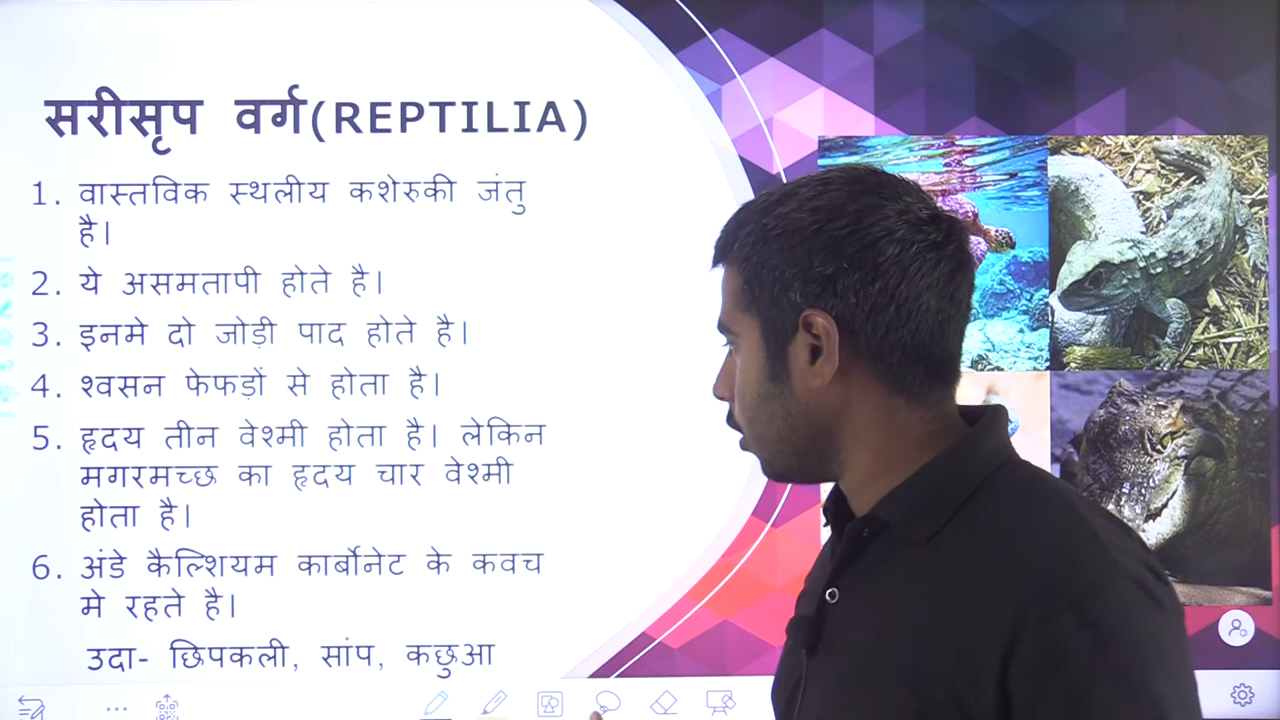 सरीसृप वर्ग(REPTILIA)
1. वास्तविक स्थलीय कशेरुकी जंतु
है।
2. ये असमतापी होते है।
3. इनमे दो जोड़ी पाद होते है।
4. श्वसन फेफड़ों से होता है।
5. हृदय तीन वेश्मी होता है। लेकिन
मगरमच्छ का हृदय चार वेश्मी
होता है।
6. अंडे कैल्शियम कार्बोनेट के कवच
मे रहते है।
उदा- छिपकली, सांप, कछुआ